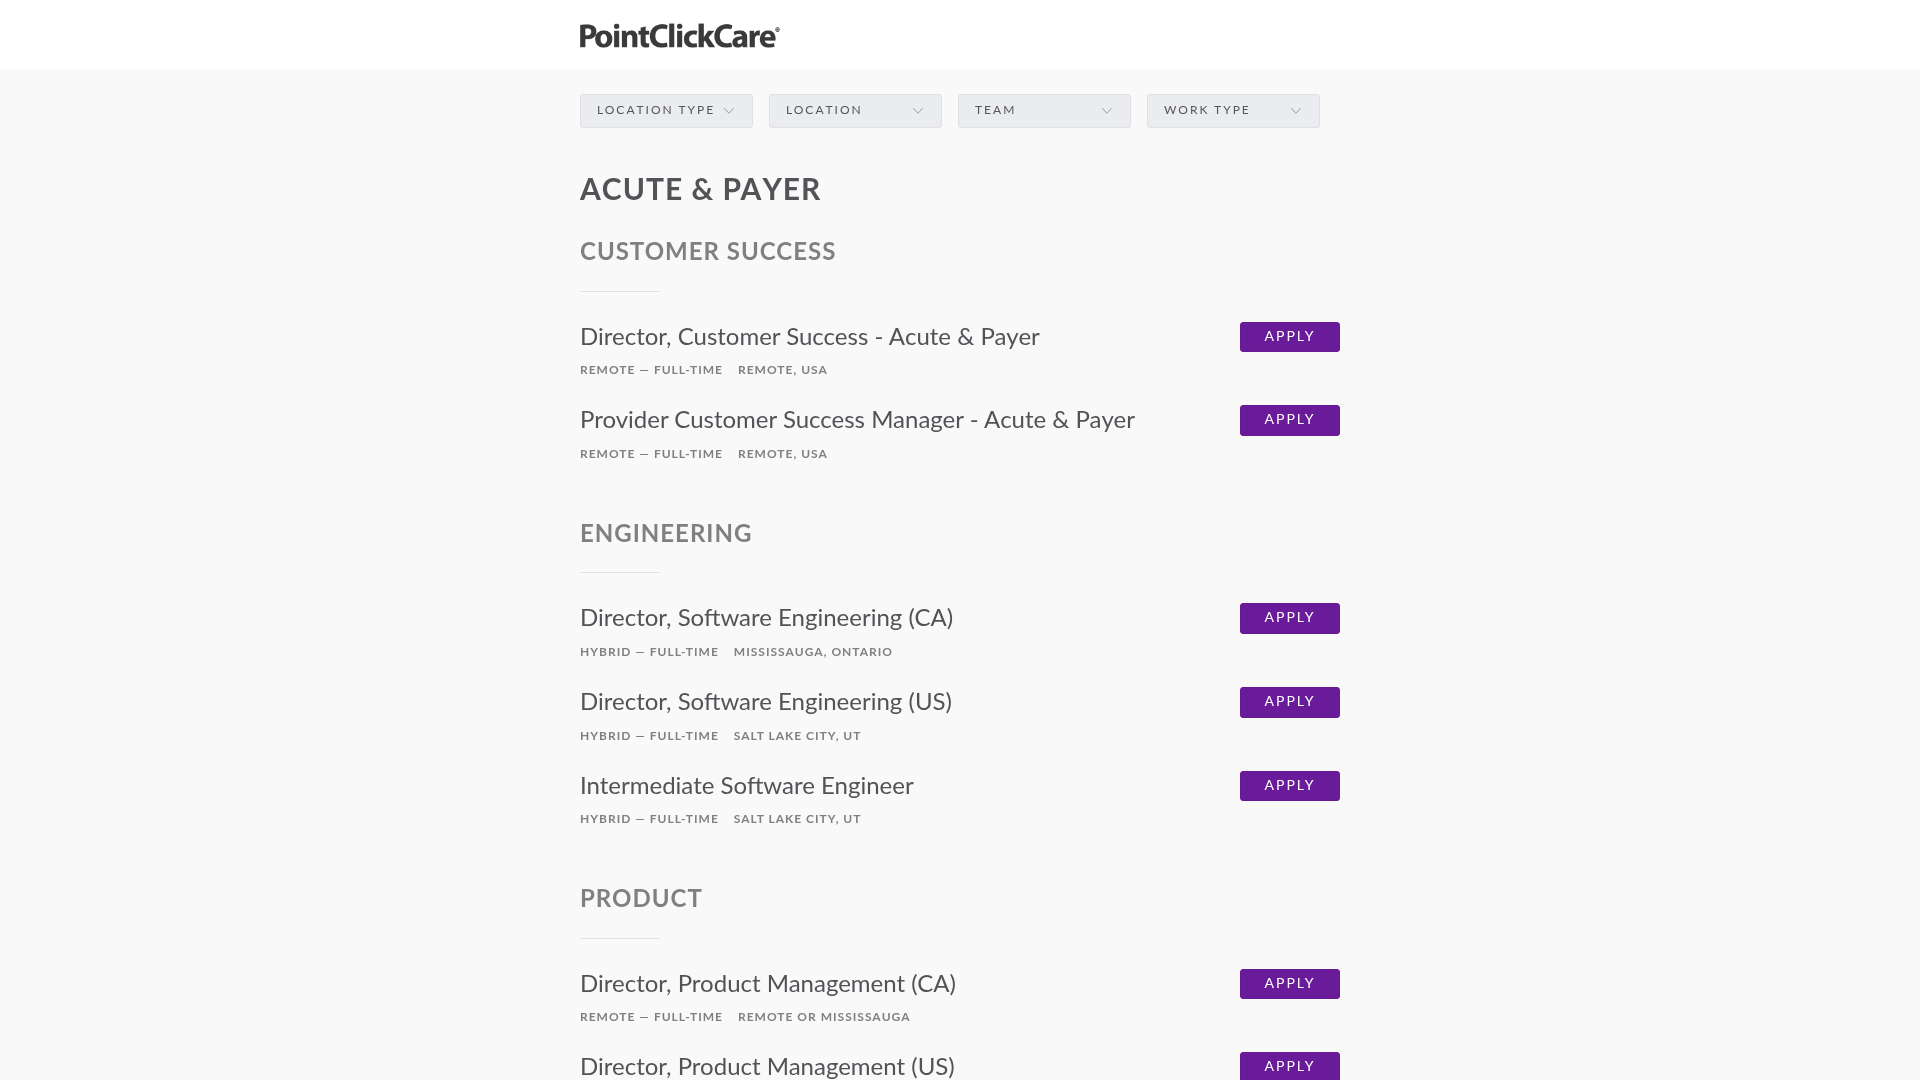 PointClickCare®
LOCATION TYPE
LOCATION
TEAM
WORK TYPE
ACUTE & PAYER
CUSTOMER SUCCESS
Director, Customer Success - Acute & Payer
APPLY
REMOTE — FULL-TIME REMOTE, USA
Provider Customer Success Manager - Acute & Payer
APPLY
REMOTE — FULL-TIME REMOTE, USA
ENGINEERING
Director, Software Engineering (CA)
APPLY
HYBRID — FULL-TIME MISSISSAUGA, ONTARIO
Director, Software Engineering (US)
APPLY
HYBRID — FULL-TIME SALT LAKE CITY, UT
Intermediate Software Engineer
APPLY
HYBRID — FULL-TIME SALT LAKE CITY, UT
PRODUCT
Director, Product Management (CA)
APPLY
REMOTE — FULL-TIME REMOTE OR MISSISSAUGA
Director, Product Management (US)
APPLY